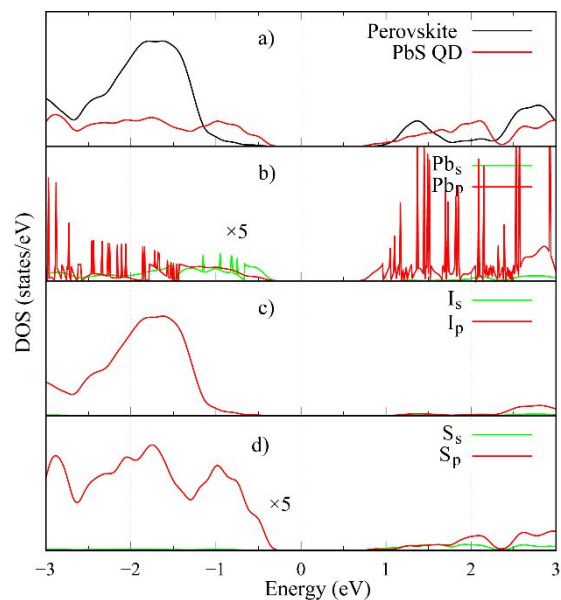 a)
Perovskite
PbS QD
b)
Pbs
Pbp
×5
c)
Is
Ip
d)
Ss
Sp
×5
DOS (states/eV)
−3 −2 −1 0 1 2 3
Energy (eV)